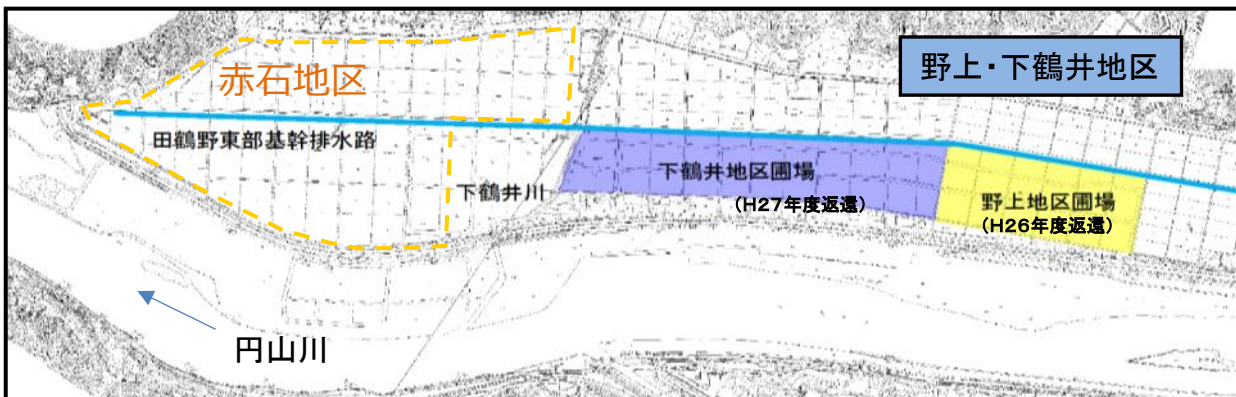 野上・下鶴井地区
赤石地区
田鶴野東部基幹排水路
下鶴井川
下鶴井地区圃場
（H27年度返還）
野上地区圃場
（H26年度返還）
円山川